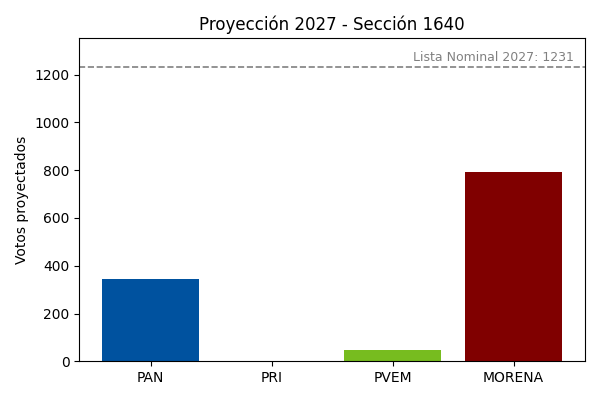 Proyección 2027 - Sección 1640
Lista Nominal 2027: 1231
Votos proyectados
1200
1000
800
600
400
200
0
PAN PRI PVEM MORENA